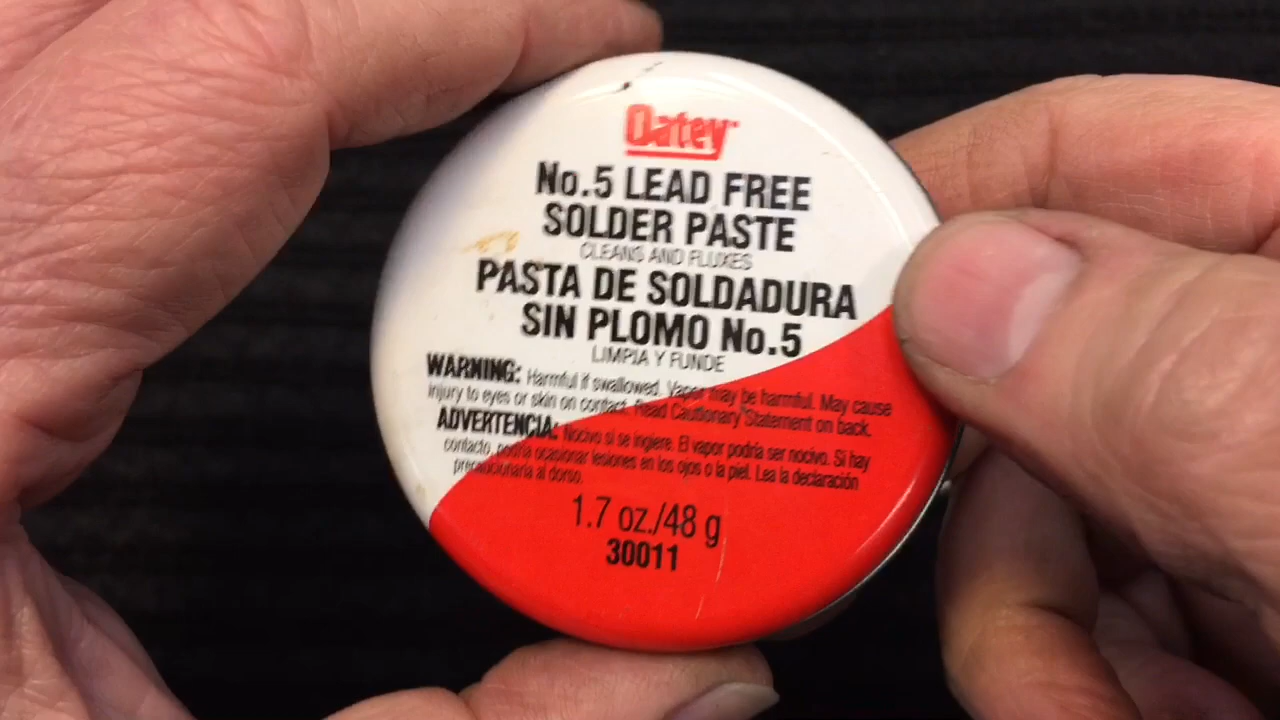 Oatey
No.5 LEAD FREE
SOLDER PASTE
CLEANS AND FLUXES
PASTA DE SOLDADURA
SIN PLOMO No.5
LIMPIA Y FUNDE
WARNING: Harmful if swallowed. Vapor may be harmful. May cause
injury to eyes or skin on contact. Read Cautionary Statement on back.
ADVERTENCIA: Nocivo si se ingiere. El vapor podría ser nocivo. Si hay
contacto, podría ocasionar lesiones en los ojos o la piel. Lea la declaración
precaucionaria al dorso.
1.7 oz./48 g
30011